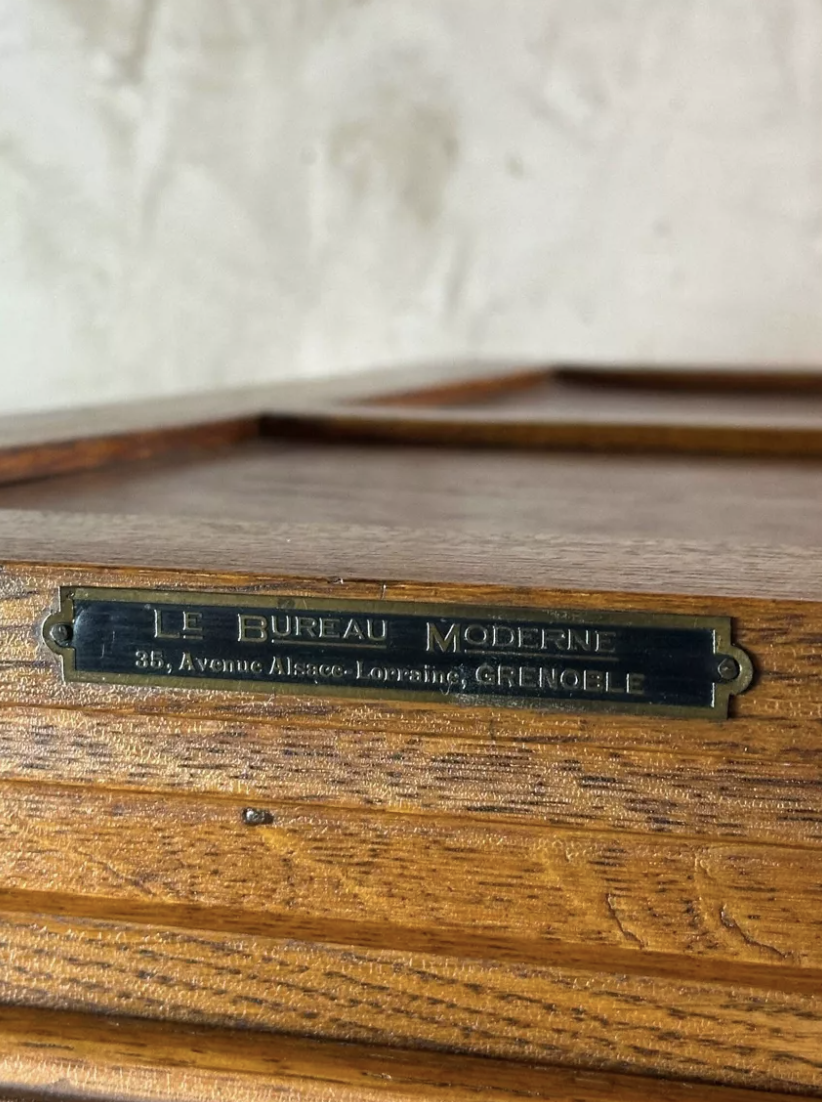 LE BUREAU MODERNE
35, Avenue Alsace-Lorraine, GRENOBLE